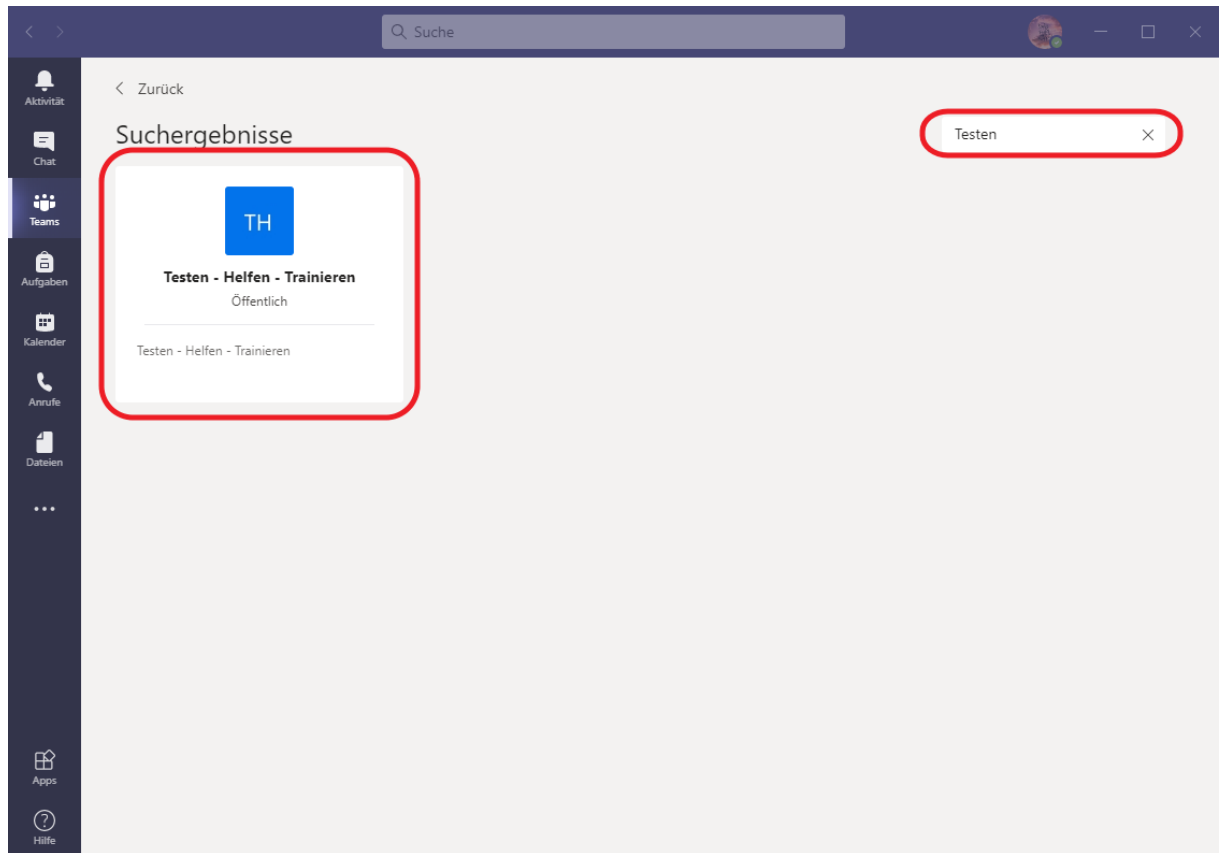 Suche
Aktivität
Chat
Teams
Aufgaben
Kalender
Anrufe
Dateien
Apps
Hilfe
Zurück
Suchergebnisse
Testen
TH
Testen - Helfen - Trainieren
Öffentlich
Testen - Helfen - Trainieren